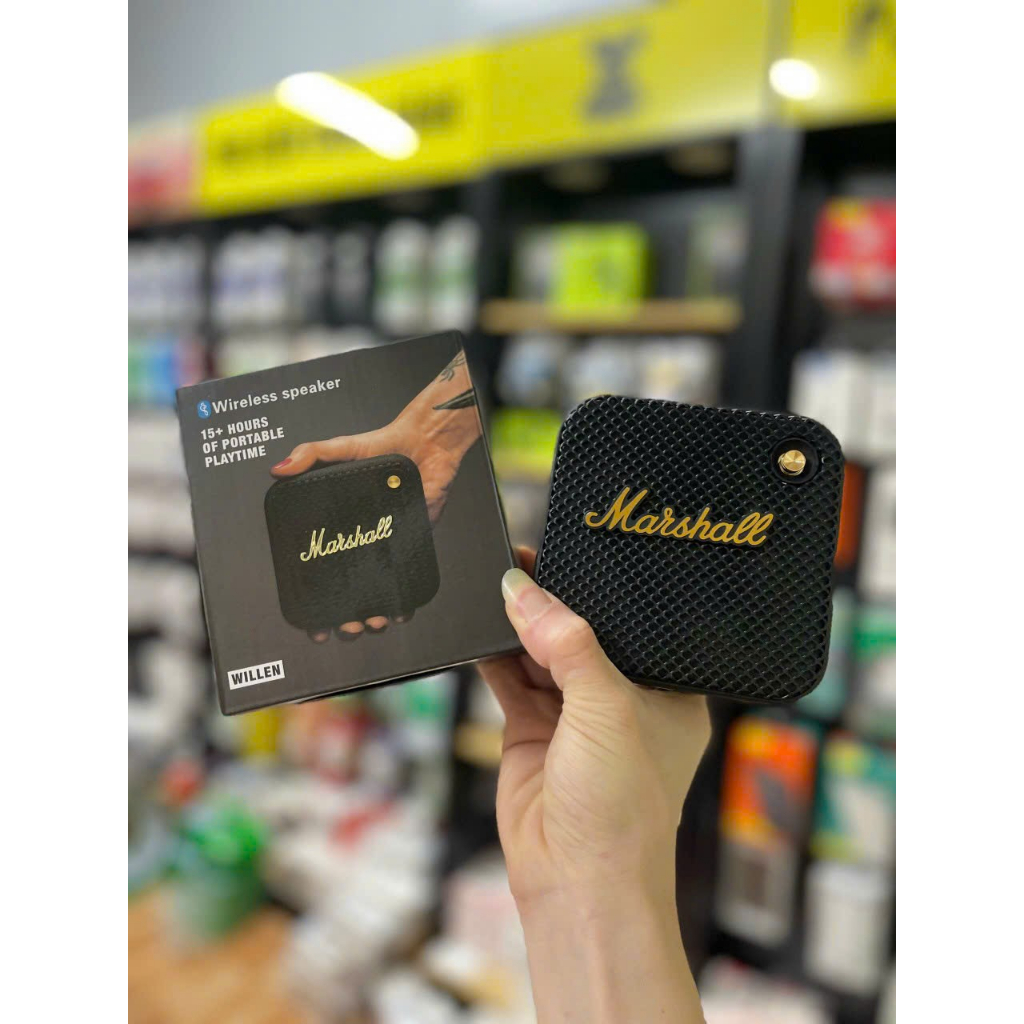 Wireless speaker
15+ HOURS
OF PORTABLE
PLAYTIME
Marshall
WILLEN
Marshall